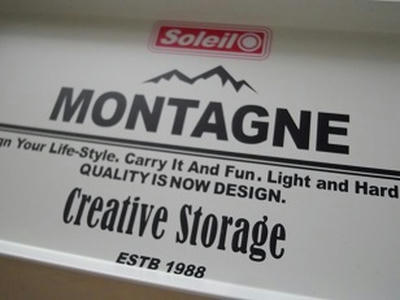 Soleil
MONTAGNE
gn Your Life-Style. Carry It And Fun. Light and Hard
QUALITY IS NOW DESIGN.
Creative Storage
ESTB 1988